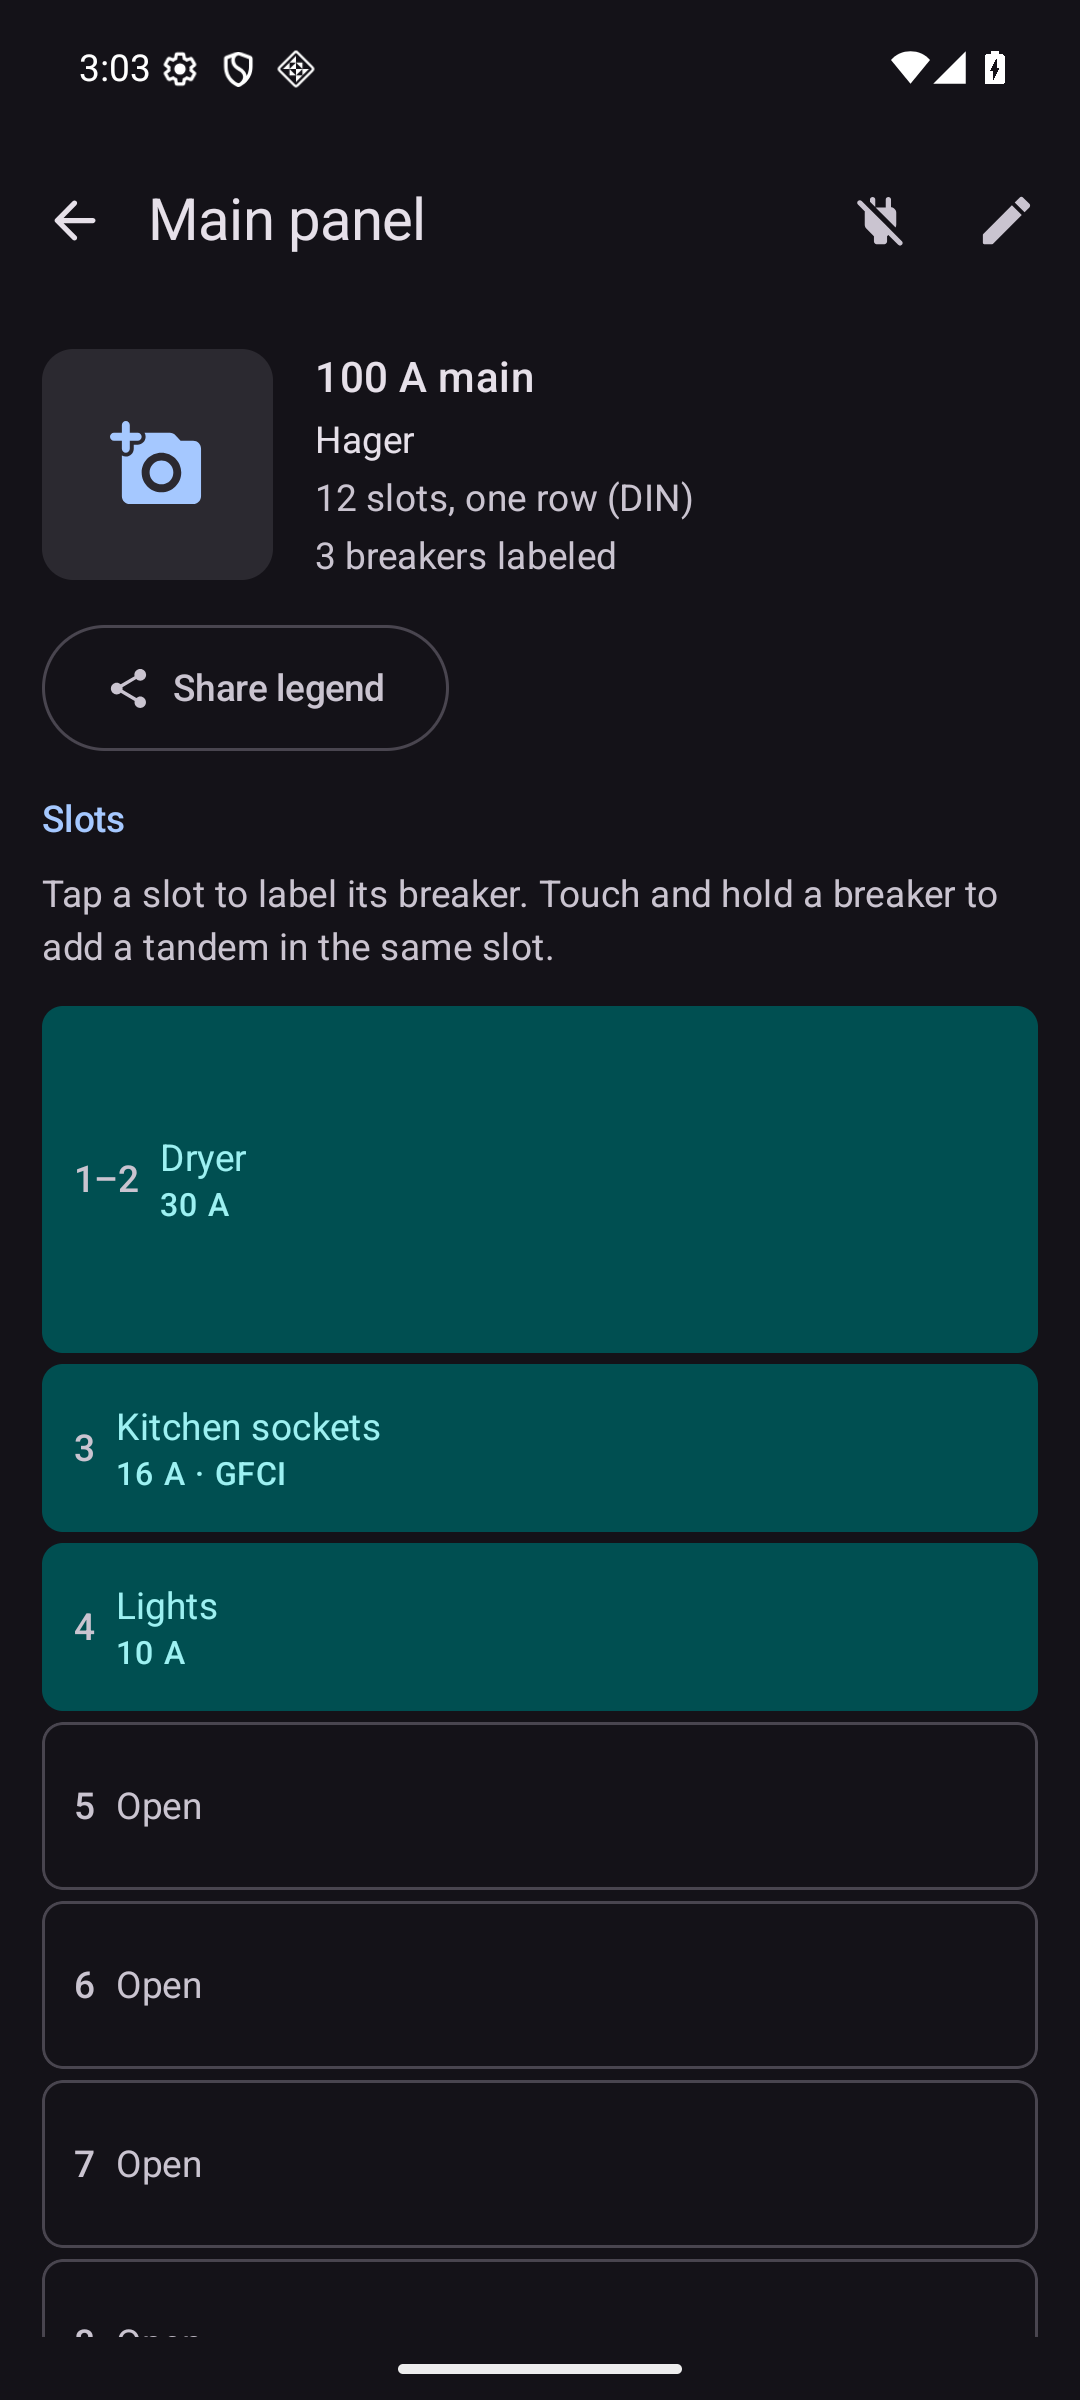 3:03
Main panel
100 A main
Hager
12 slots, one row (DIN)
3 breakers labeled
Share legend
Slots
Tap a slot to label its breaker. Touch and hold a breaker to
add a tandem in the same slot.
1–2 Dryer
30 A
3 Kitchen sockets
16 A · GFCI
4 Lights
10 A
5 Open
6 Open
7 Open